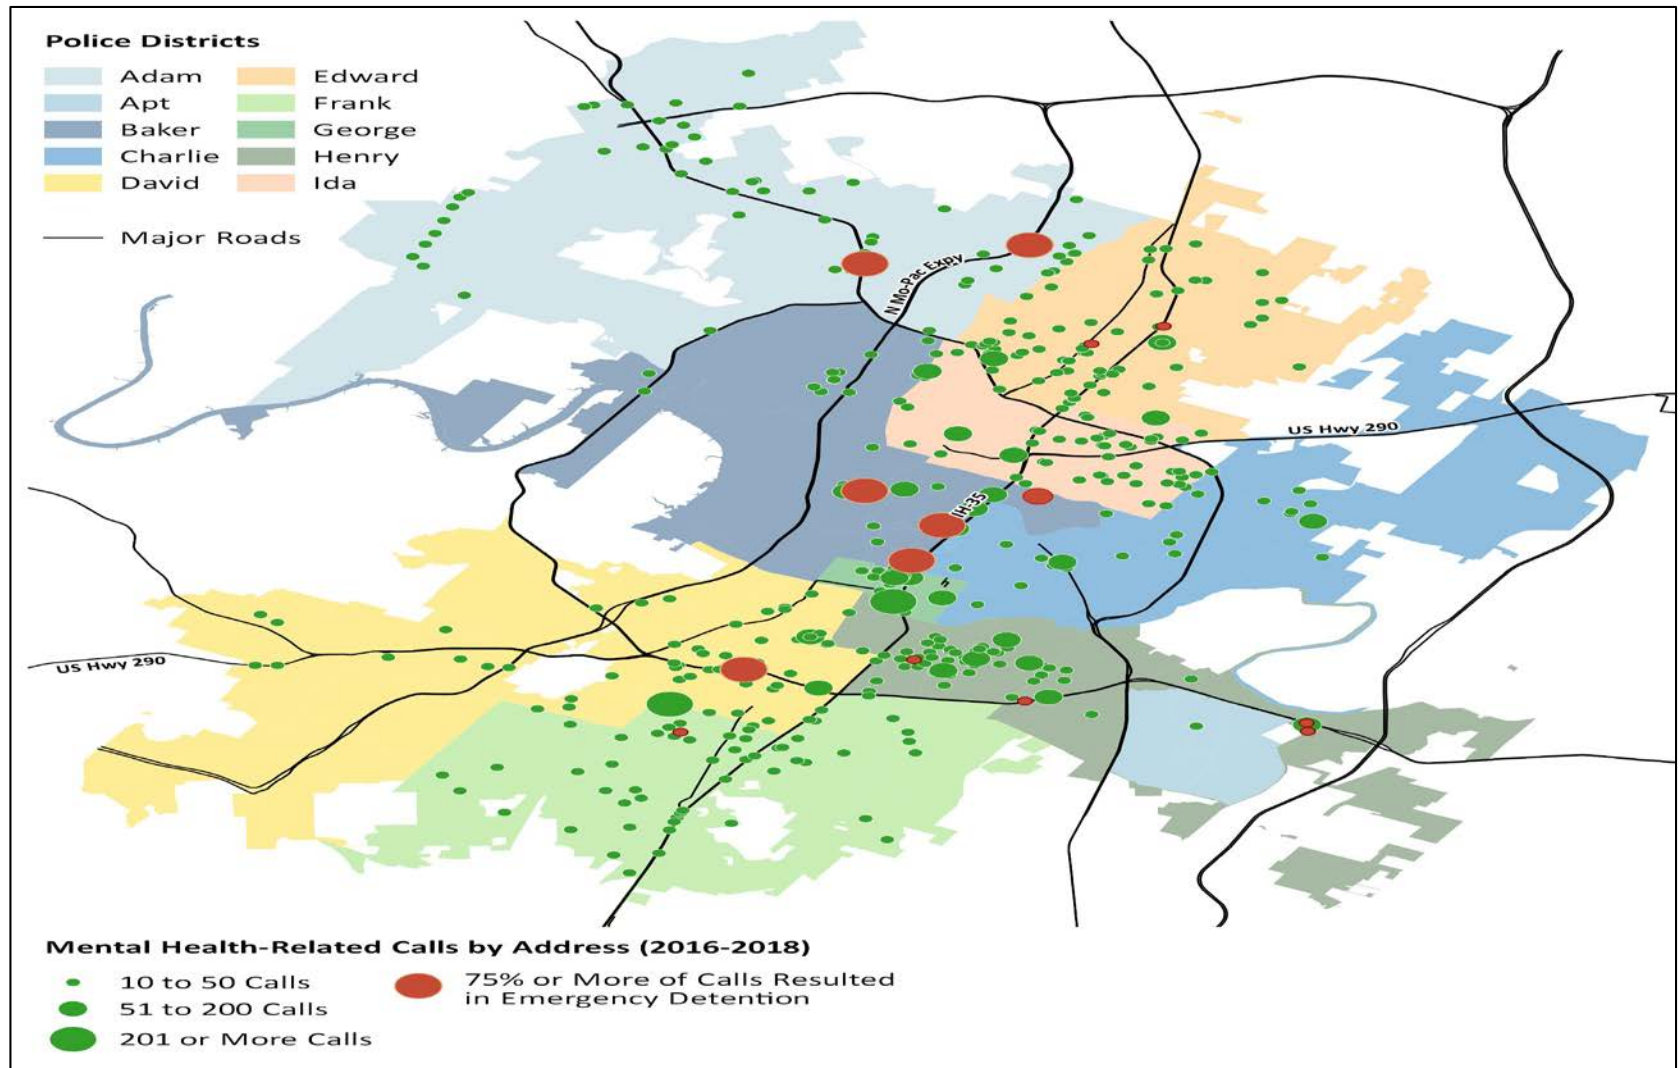 Police Districts
Adam
Apt
Baker
Charlie
David
Edward
Frank
George
Henry
Ida
Major Roads
N Mo-Pac Expy
US Hwy 290
IH-35
US Hwy 290
Mental Health-Related Calls by Address (2016-2018)
10 to 50 Calls
51 to 200 Calls
201 or More Calls
75% or More of Calls Resulted
in Emergency Detention